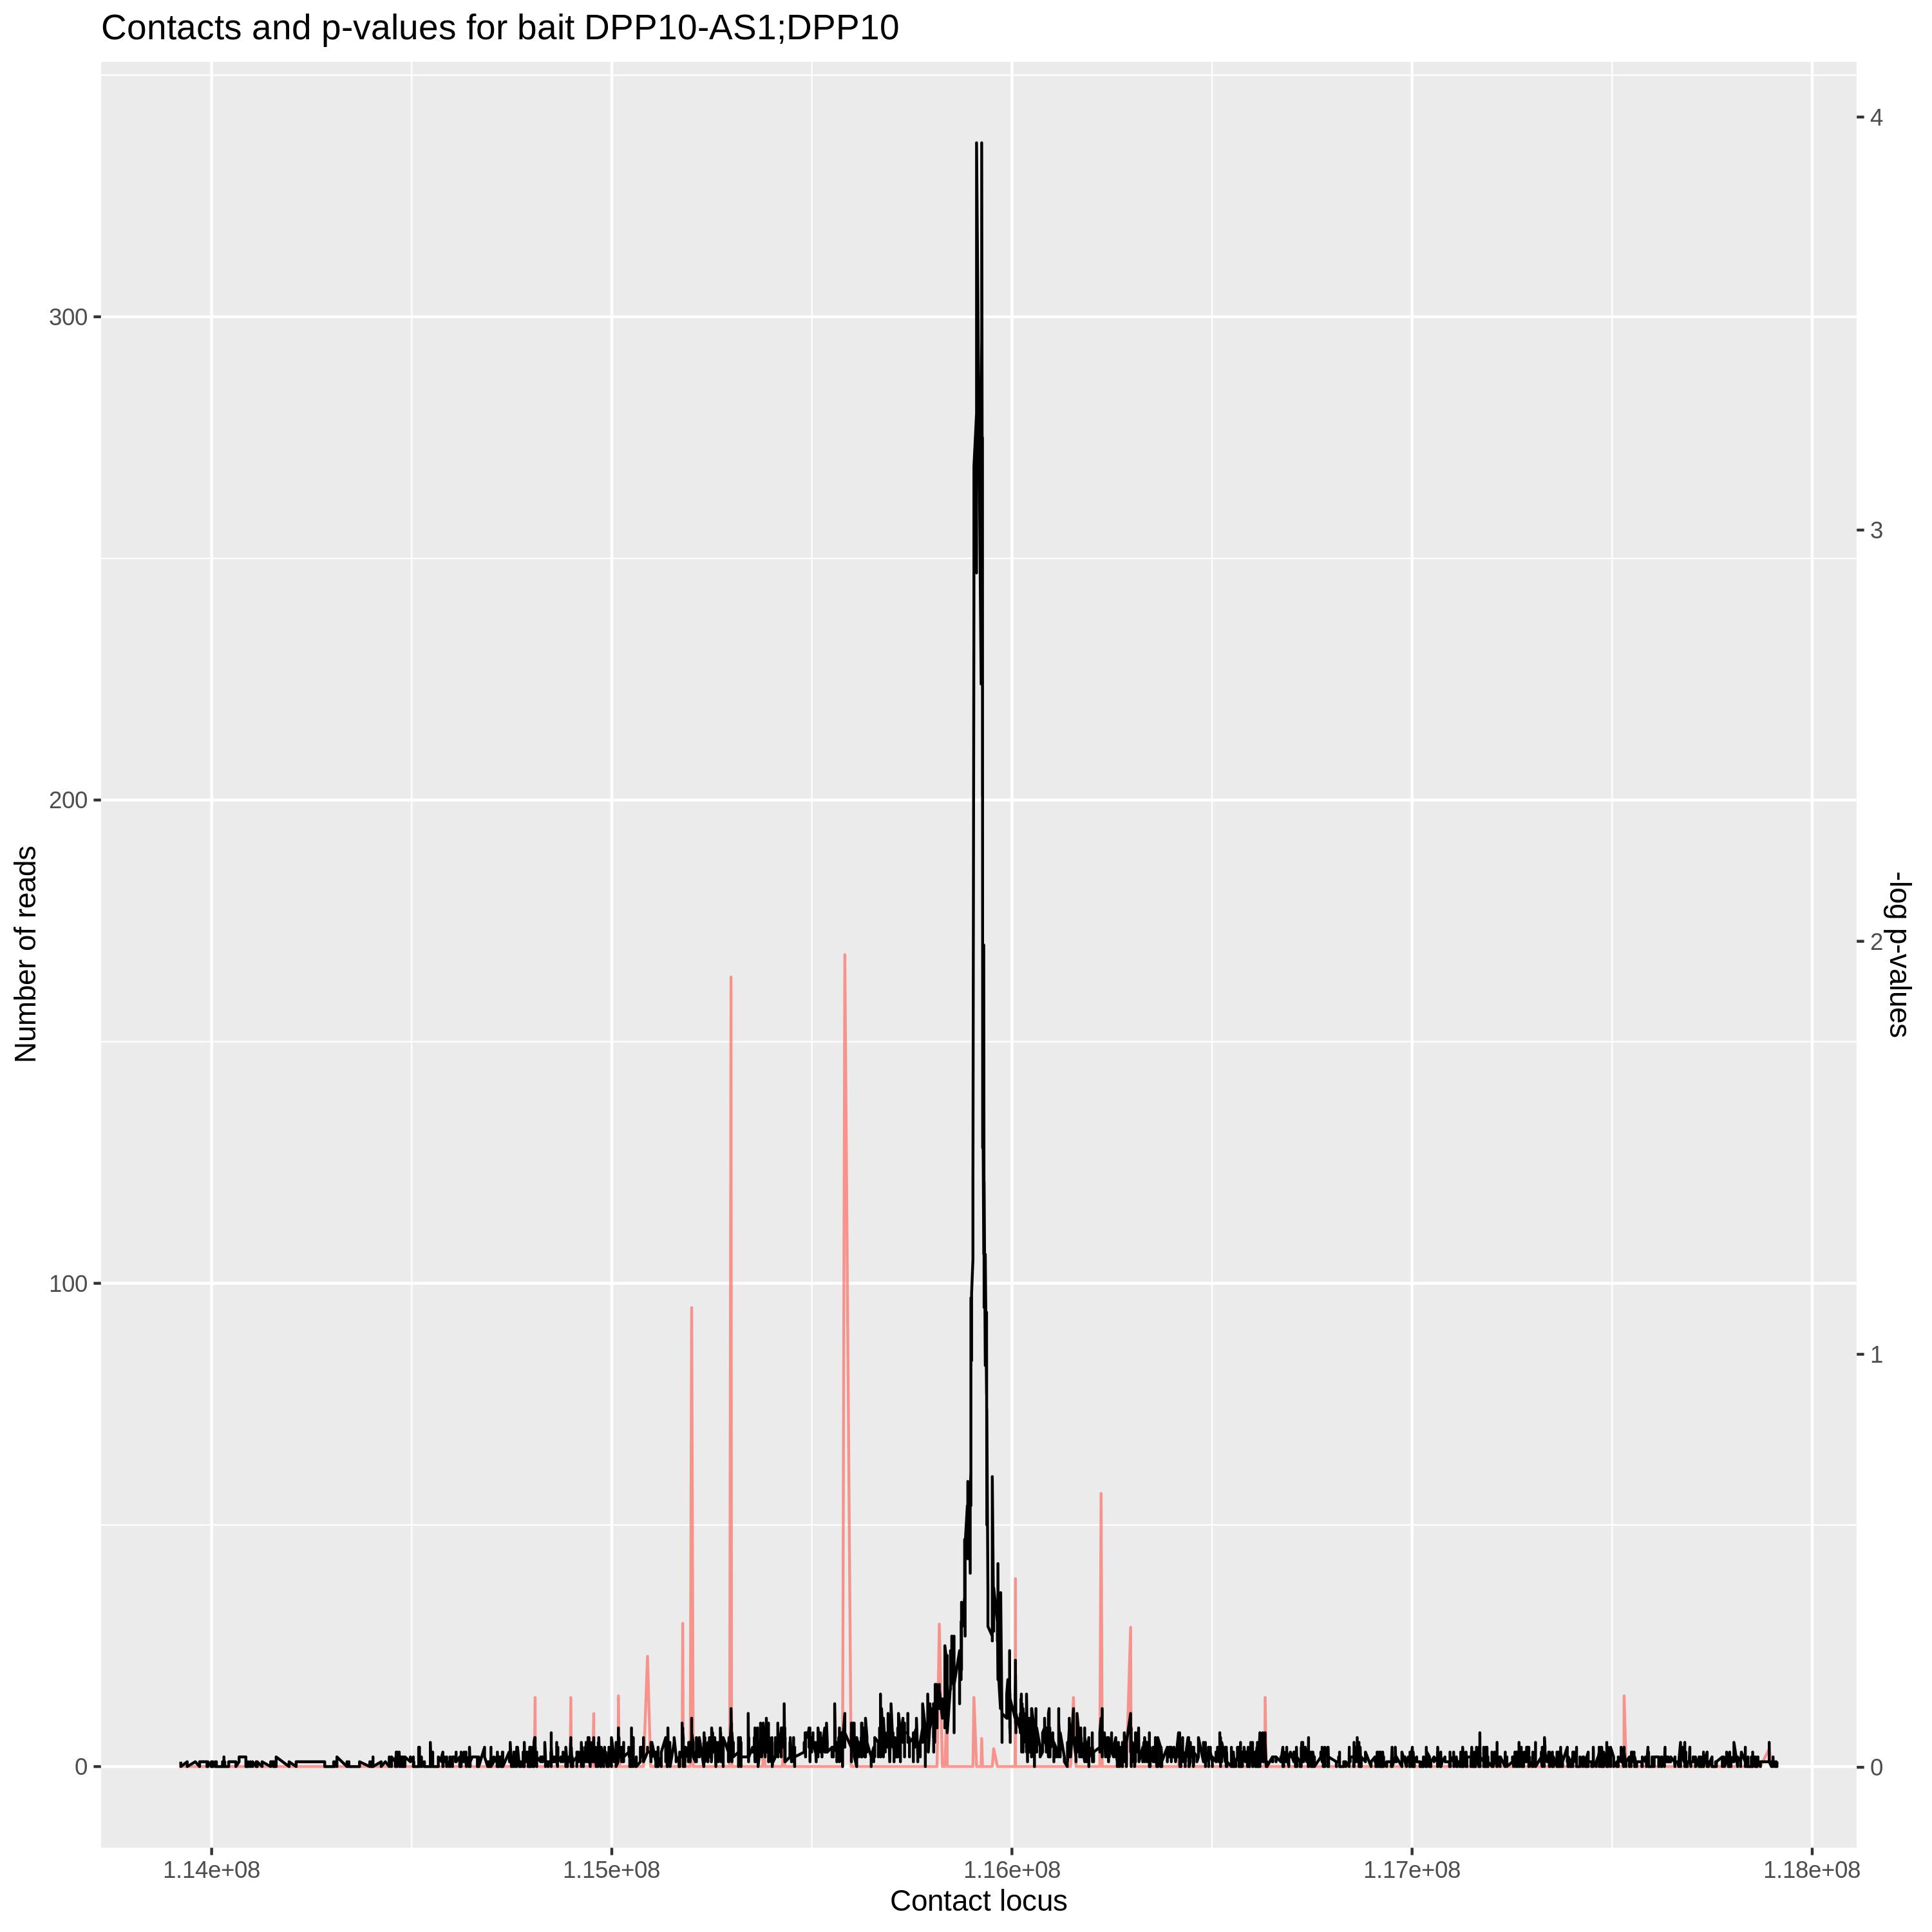 Contacts and p-values for bait DPP10-AS1;DPP10
4
300
3
200
2
100
1
0
0
Number of reads
-log p-values
1.14e+08
1.15e+08
1.16e+08
1.17e+08
1.18e+08
Contact locus